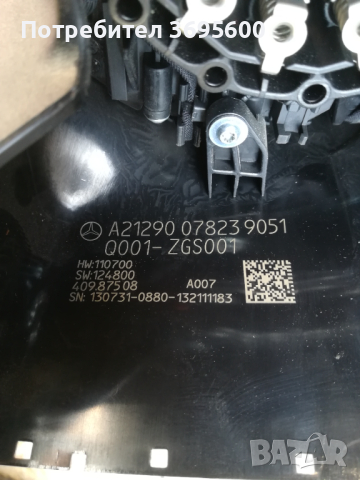 Потребител 3695600
A21290 07823 9051
Q001-ZGS001
HW:110700
SW:124800
409.875 08 A007
SN: 130731-0880-132111183
BAZAR